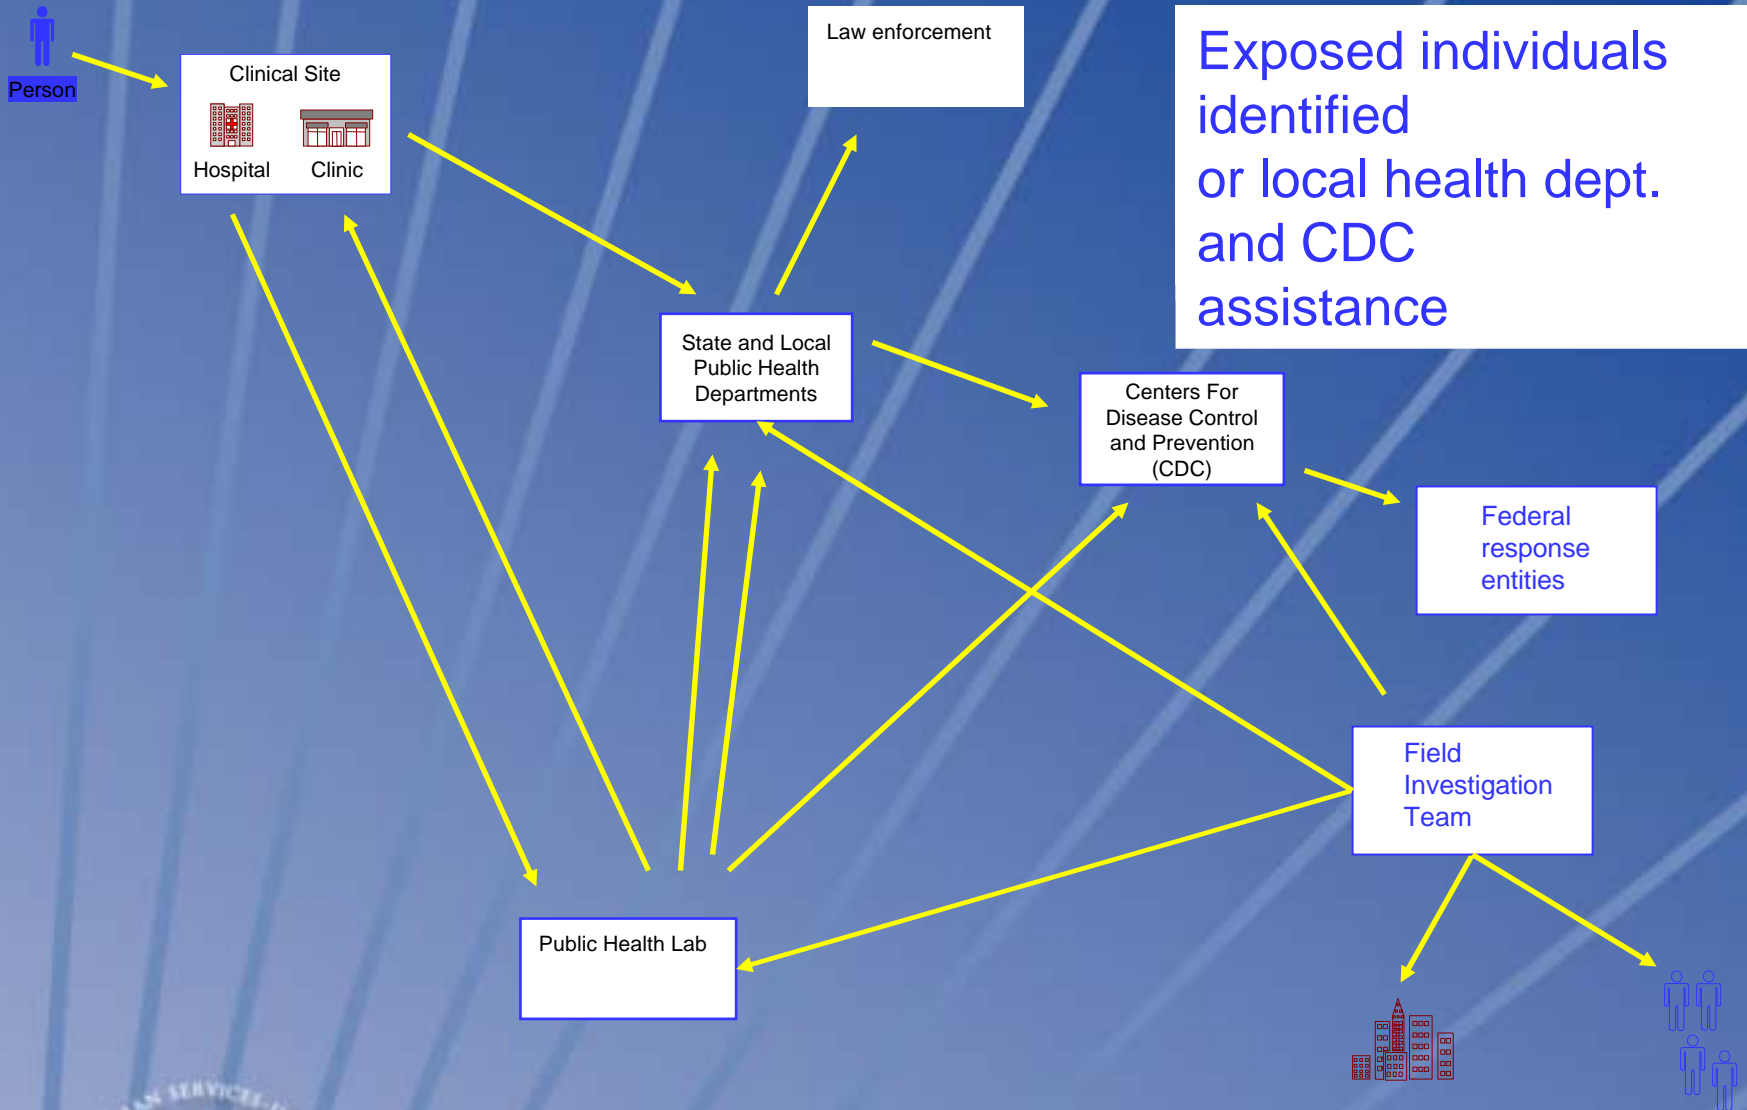 Person
Clinical Site
Hospital
Clinic
Law enforcement
Exposed individuals
identified
or local health dept.
and CDC
assistance
State and Local
Public Health
Departments
Centers For
Disease Control
and Prevention
(CDC)
Federal
response
entities
Field
Investigation
Team
Public Health Lab
AN SERVICES